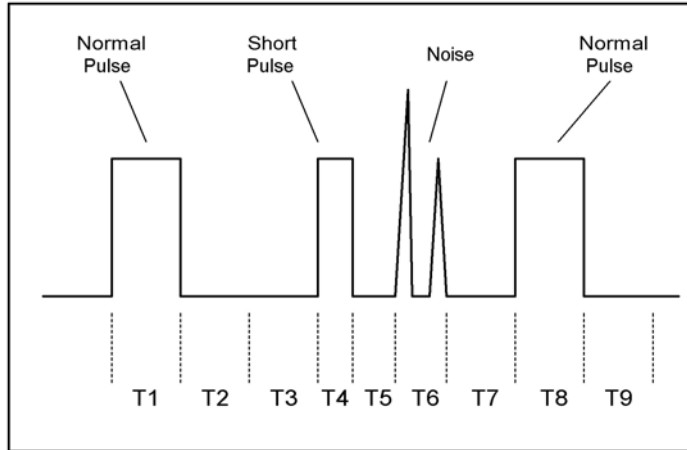 Normal
Pulse
Short
Pulse
Noise
Normal
Pulse
T1 T2 T3 T4 T5 T6 T7 T8 T9